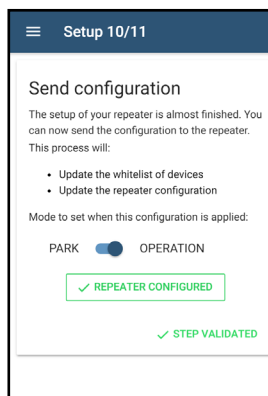 Setup 10/11
Send configuration
The setup of your repeater is almost finished. You
can now send the configuration to the repeater.
This process will:
• Update the whitelist of devices
• Update the repeater configuration
Mode to set when this configuration is applied:
PARK OPERATION
✓ REPEATER CONFIGURED
✓ STEP VALIDATED